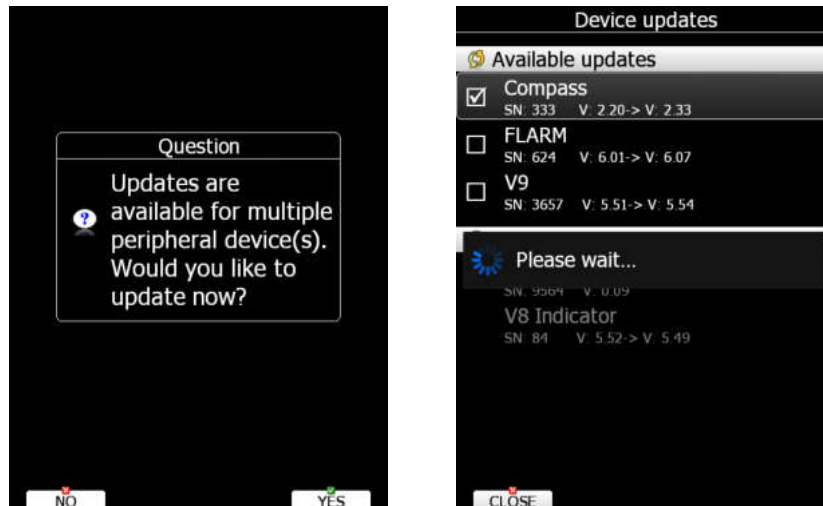 Question
Updates are
available for multiple
peripheral device(s).
Would you like to
update now?
NO
YES
Device updates
Available updates
Compass
SN: 333 V: 2.20-> V: 2.33
FLARM
SN: 624 V: 6.01-> V: 6.07
V9
SN: 3657 V: 5.51-> V: 5.54
Please wait...
SN: 9564 V: 0.09
V8 Indicator
SN: 84 V: 5.52-> V: 5.49
CLOSE